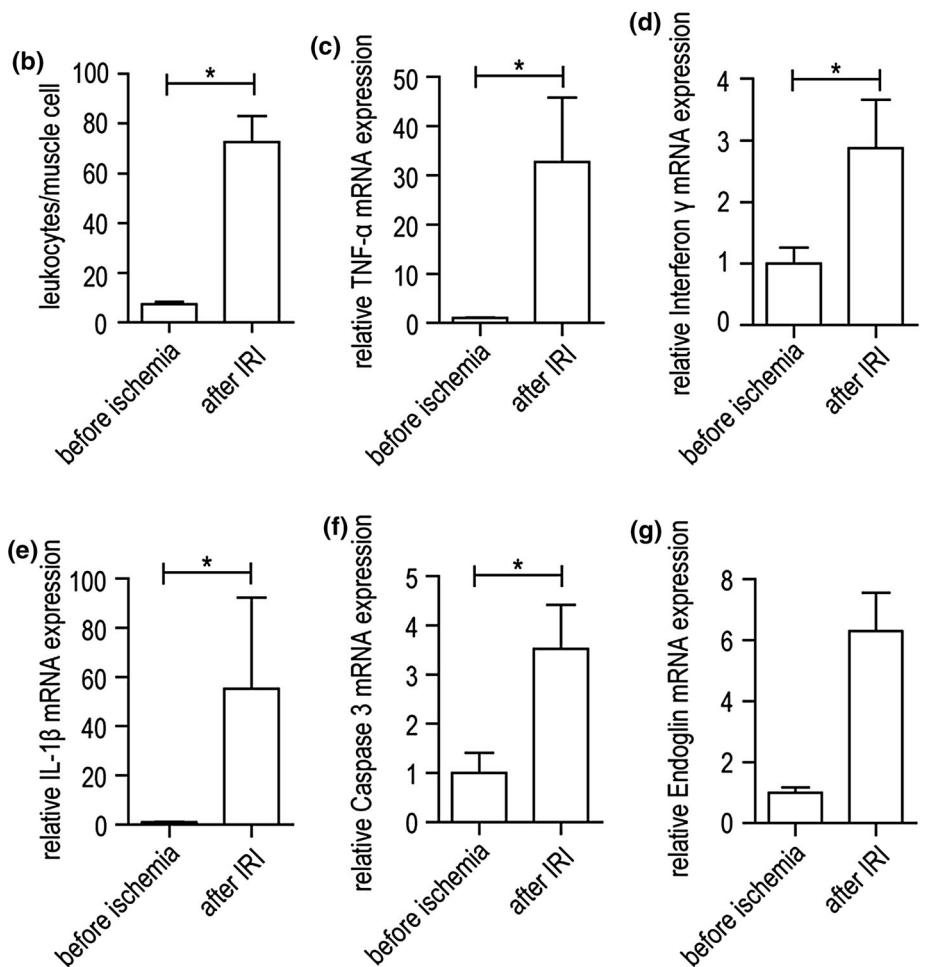 (b)
leukocytes/muscle cell
100
80
60
40
20
0
*
before ischemia
after IRI
(c)
relative TNF-α mRNA expression
50
40
30
20
10
0
*
before ischemia
after IRI
(d)
relative Interferon γ mRNA expression
4
3
2
1
0
*
before ischemia
after IRI
(e)
relative IL-1β mRNA expression
100
80
60
40
20
0
*
before ischemia
after IRI
(f)
relative Caspase 3 mRNA expression
5
4
3
2
1
0
*
before ischemia
after IRI
(g)
relative Endoglin mRNA expression
8
6
4
2
0
before ischemia
after IRI